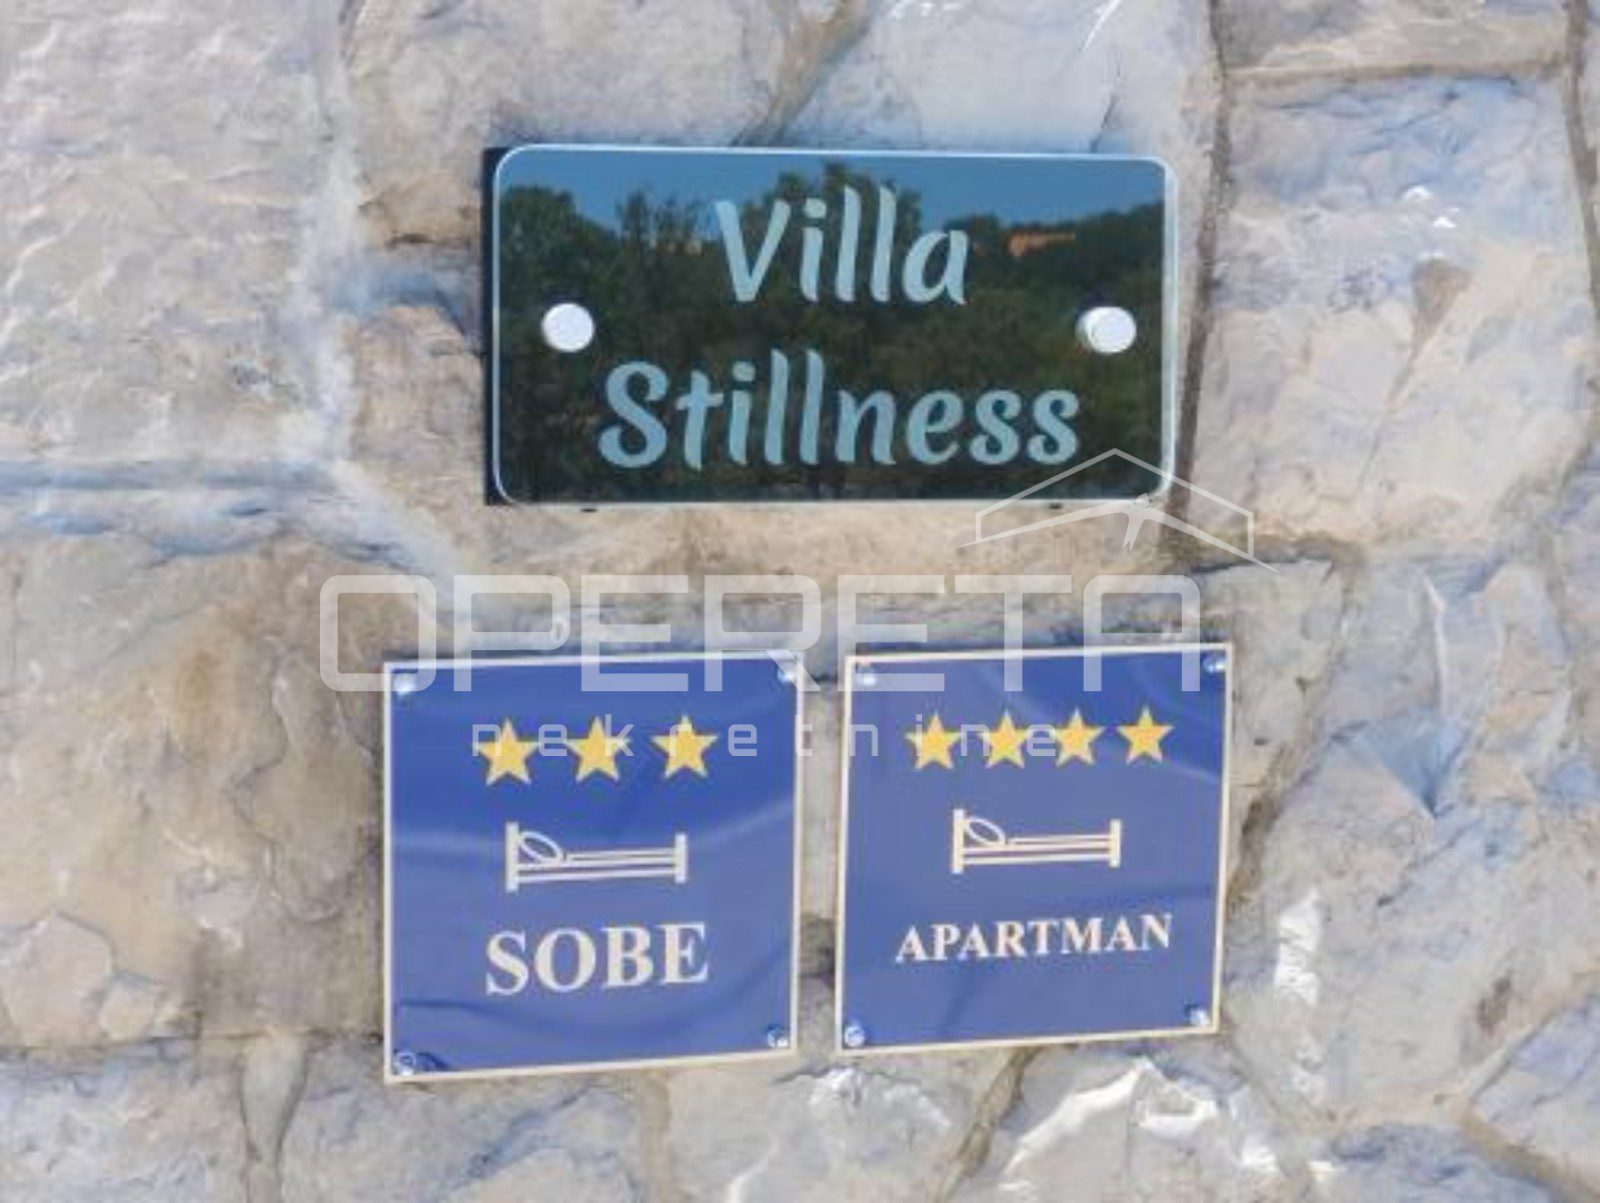 Villa
Stillness
OPERETA
nekretnine
SOBE
APARTMAN